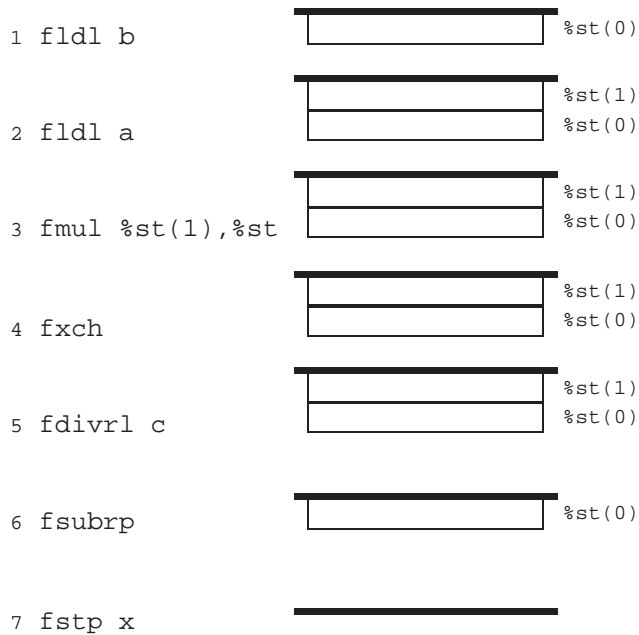 1 fldl b %st(0)
%st(1)
2 fldl a %st(0)
%st(1)
3 fmul %st(1),%st %st(0)
%st(1)
4 fxch %st(0)
%st(1)
5 fdivrl c %st(0)
6 fsubrp %st(0)
7 fstp x